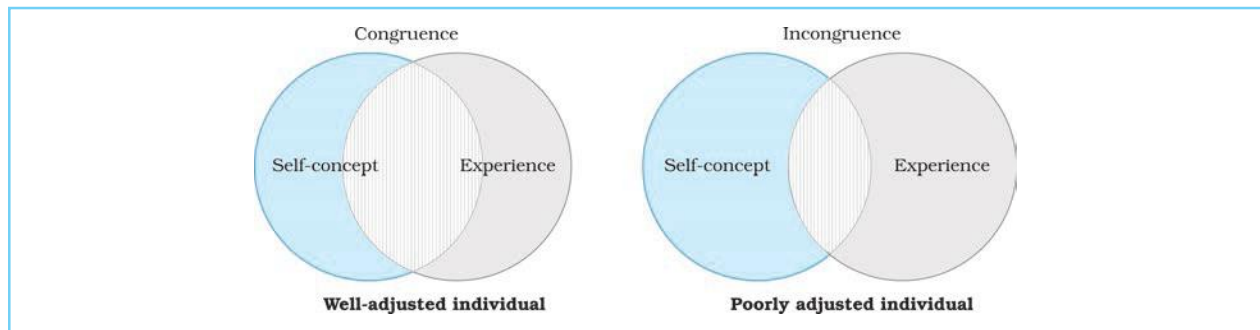 Congruence
Incongruence
Self-concept
Experience
Self-concept
Experience
Well-adjusted individual
Poorly adjusted individual